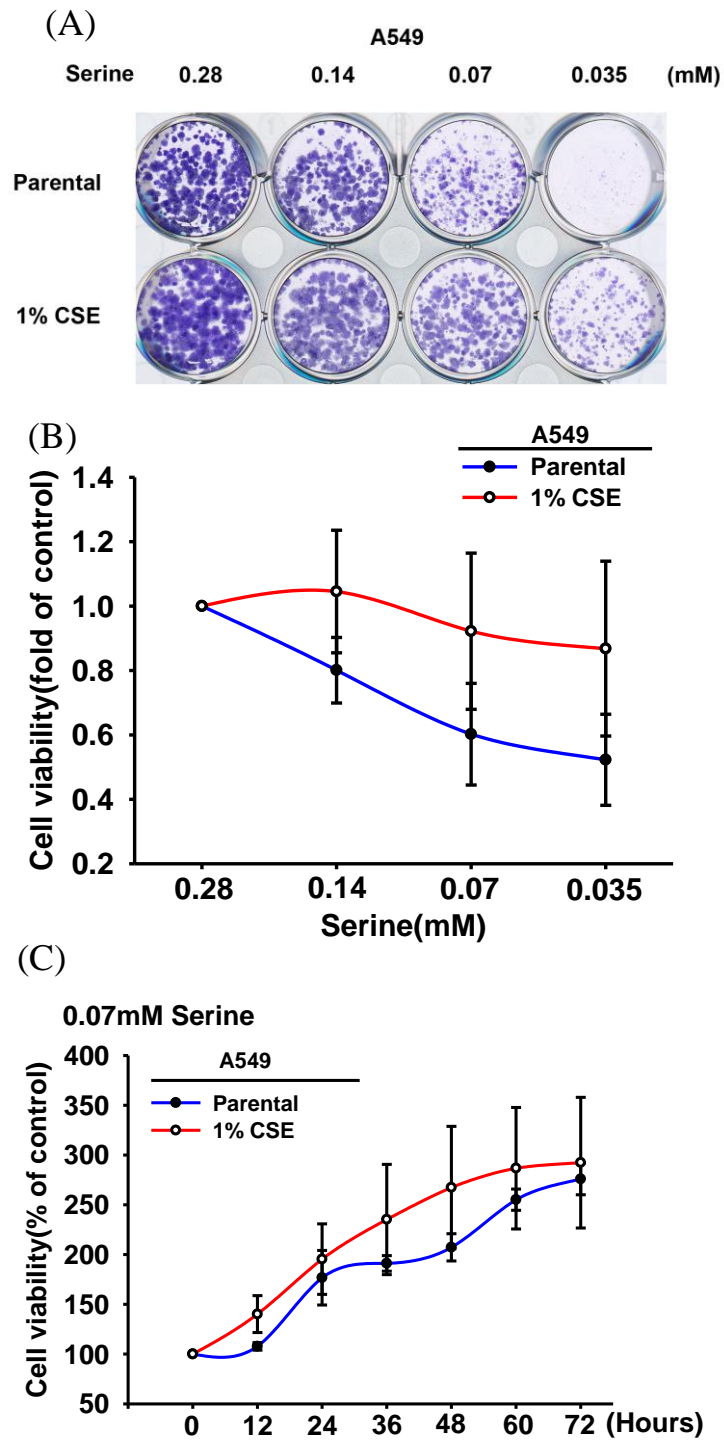 (A)
A549
Serine 0.28 0.14 0.07 0.035 (mM)
Parental
1% CSE
(B)
A549
Parental
1% CSE
Cell viability(fold of control)
1.4
1.2
1.0
0.8
0.6
0.4
0.2
0.28 0.14 0.07 0.035
Serine(mM)
(C)
0.07mM Serine
A549
Parental
1% CSE
Cell viability(% of control)
400
350
300
250
200
150
100
50
0 12 24 36 48 60 72 (Hours)